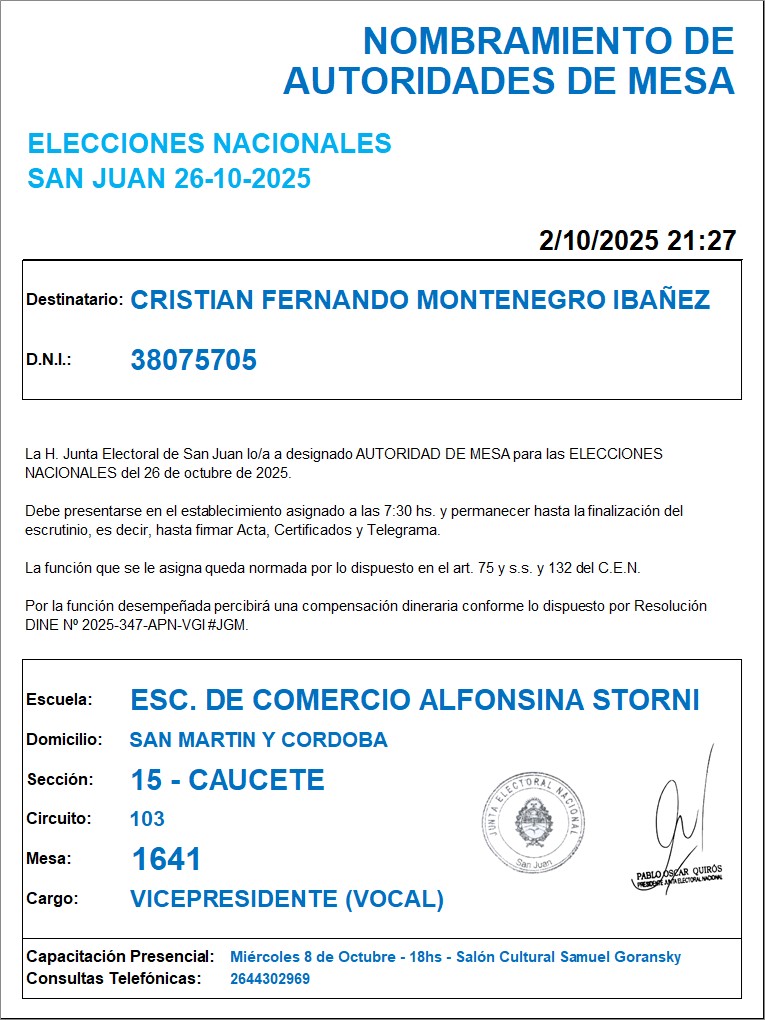 NOMBRAMIENTO DE
AUTORIDADES DE MESA
ELECCIONES NACIONALES
SAN JUAN 26-10-2025
2/10/2025 21:27
Destinatario: CRISTIAN FERNANDO MONTENEGRO IBAÑEZ
D.N.I.: 38075705
La H. Junta Electoral de San Juan lo/a a designado AUTORIDAD DE MESA para las ELECCIONES
NACIONALES del 26 de octubre de 2025.
Debe presentarse en el establecimiento asignado a las 7:30 hs. y permanecer hasta la finalización del
escrutinio, es decir, hasta firmar Acta, Certificados y Telegrama.
La función que se le asigna queda normada por lo dispuesto en el art. 75 y s.s. y 132 del C.E.N.
Por la función desempeñada percibirá una compensación dineraria conforme lo dispuesto por Resolución
DINE Nº 2025-347-APN-VGI#JGM.
Escuela: ESC. DE COMERCIO ALFONSINA STORNI
Domicilio: SAN MARTIN Y CORDOBA
Sección: 15 - CAUCETE
Circuito: 103
Mesa: 1641
Cargo: VICEPRESIDENTE (VOCAL)
JUNTA ELECTORAL NACIONAL
San Juan
PABLO OSCAR QUIRÓS
PRESIDENTE JUNTA ELECTORAL NACIONAL
Capacitación Presencial: Miércoles 8 de Octubre - 18hs - Salón Cultural Samuel Goransky
Consultas Telefónicas: 2644302969